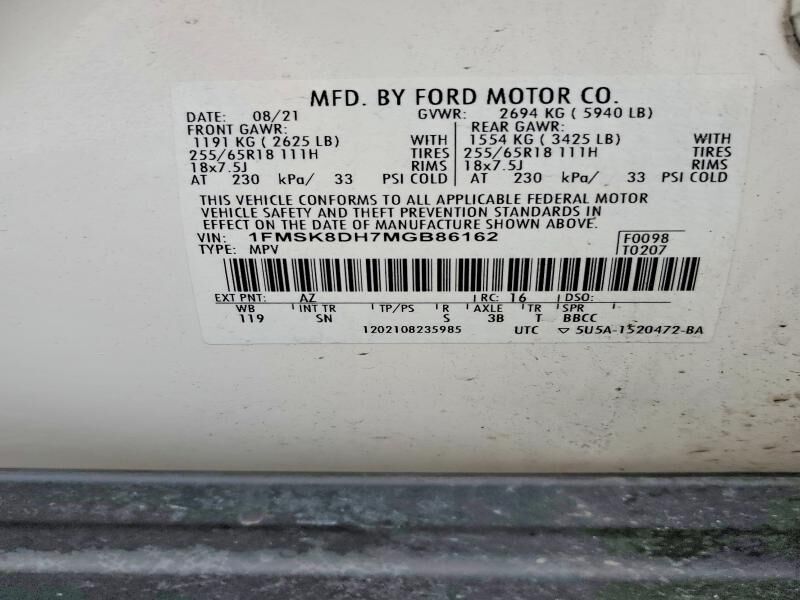 MFD. BY FORD MOTOR CO.
DATE: 08/21 GVWR: 2694 KG ( 5940 LB)
FRONT GAWR: REAR GAWR:
1191 KG ( 2625 LB) WITH 1554 KG ( 3425 LB) WITH
255/65R18 111H TIRES 255/65R18 111H TIRES
18x7.5J RIMS 18x7.5J RIMS
AT 230 kPa/ 33 PSI COLD AT 230 kPa/ 33 PSI COLD
THIS VEHICLE CONFORMS TO ALL APPLICABLE FEDERAL MOTOR
VEHICLE SAFETY AND THEFT PREVENTION STANDARDS IN
EFFECT ON THE DATE OF MANUFACTURE SHOWN ABOVE.
VIN: 1FMSK8DH7MGB86162 F0098
TYPE: MPV T0207
EXT PNT: AZ RC: 16 DSO:
WB INT TR TP/PS R AXLE TR SPR
119 SN S 3B T BBCC
1202108235985 UTC ▽ 5U5A-1520472-BA